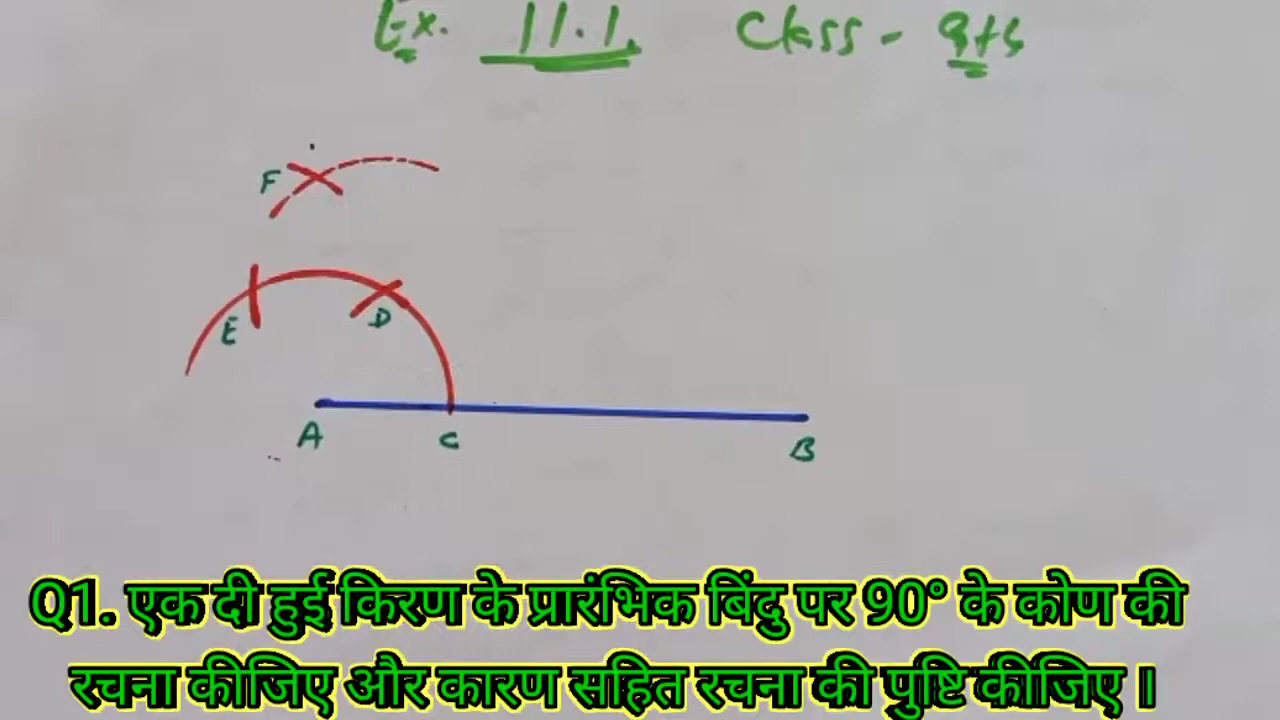 Ex. 11.1. Class - 9th
F
E D
A C B
Q1. एक दी हुई किरण के प्रारंभिक बिंदु पर 90° के कोण की
रचना कीजिए और कारण सहित रचना की पुष्टि कीजिए ।